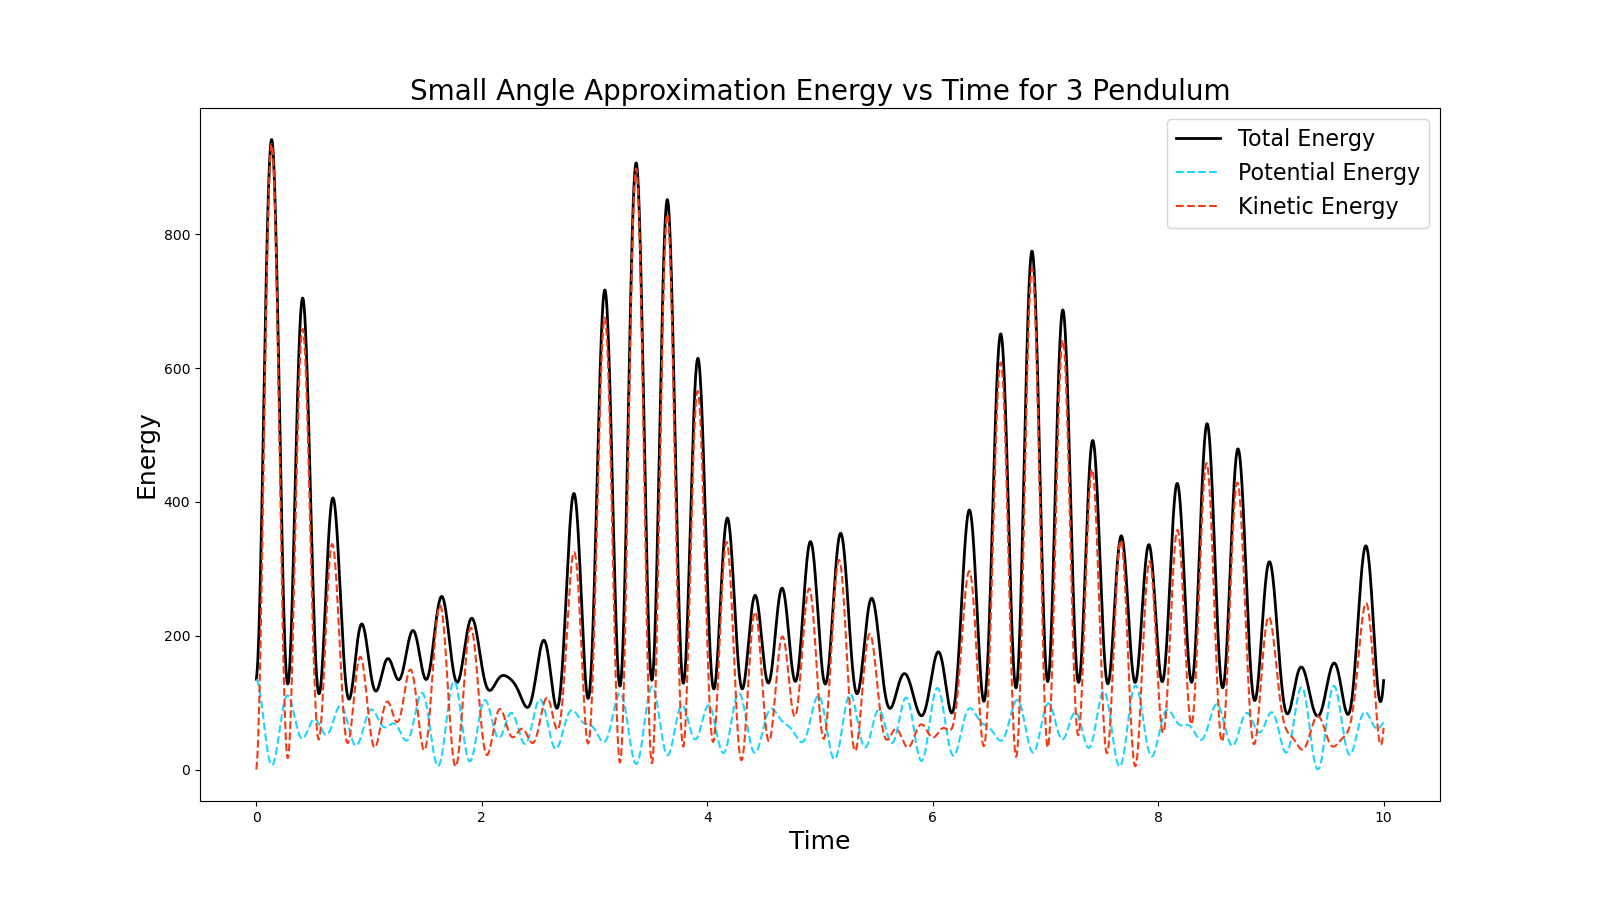 Small Angle Approximation Energy vs Time for 3 Pendulum
Total Energy
Potential Energy
Kinetic Energy
Energy
800
600
400
200
0
0 2 4 6 8 10
Time